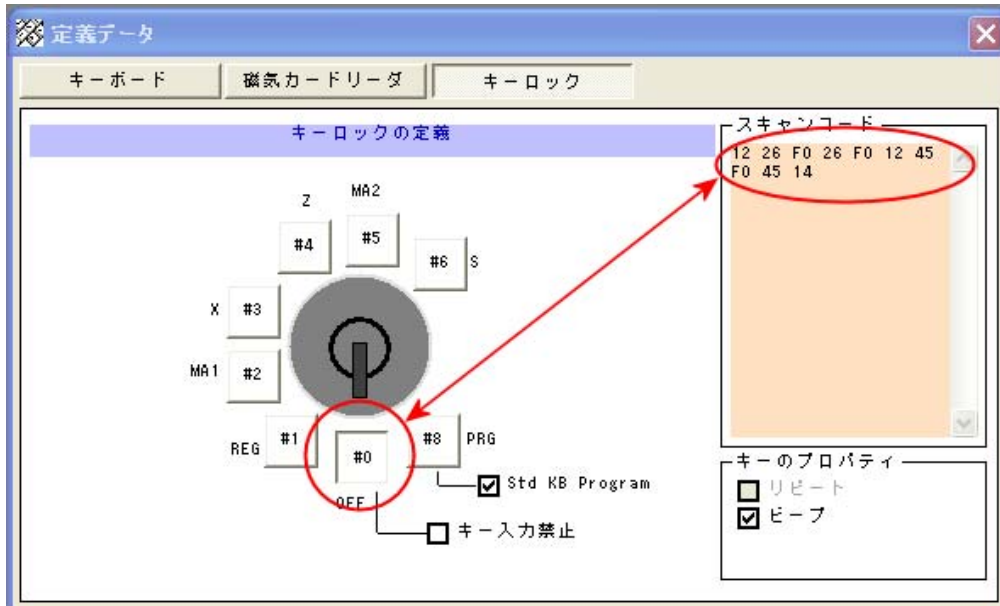 定義データ
キーボード
磁気カードリーダ
キーロック
キーロックの定義
スキャンコード
12 26 F0 26 F0 12 45
F0 45 14
Z
MA2
#4
#5
#6
S
X
#3
MA1
#2
REG
#1
#0
#8
PRG
OFF
Std KB Program
キー入力禁止
キーのプロパティ
リピート
ビープ